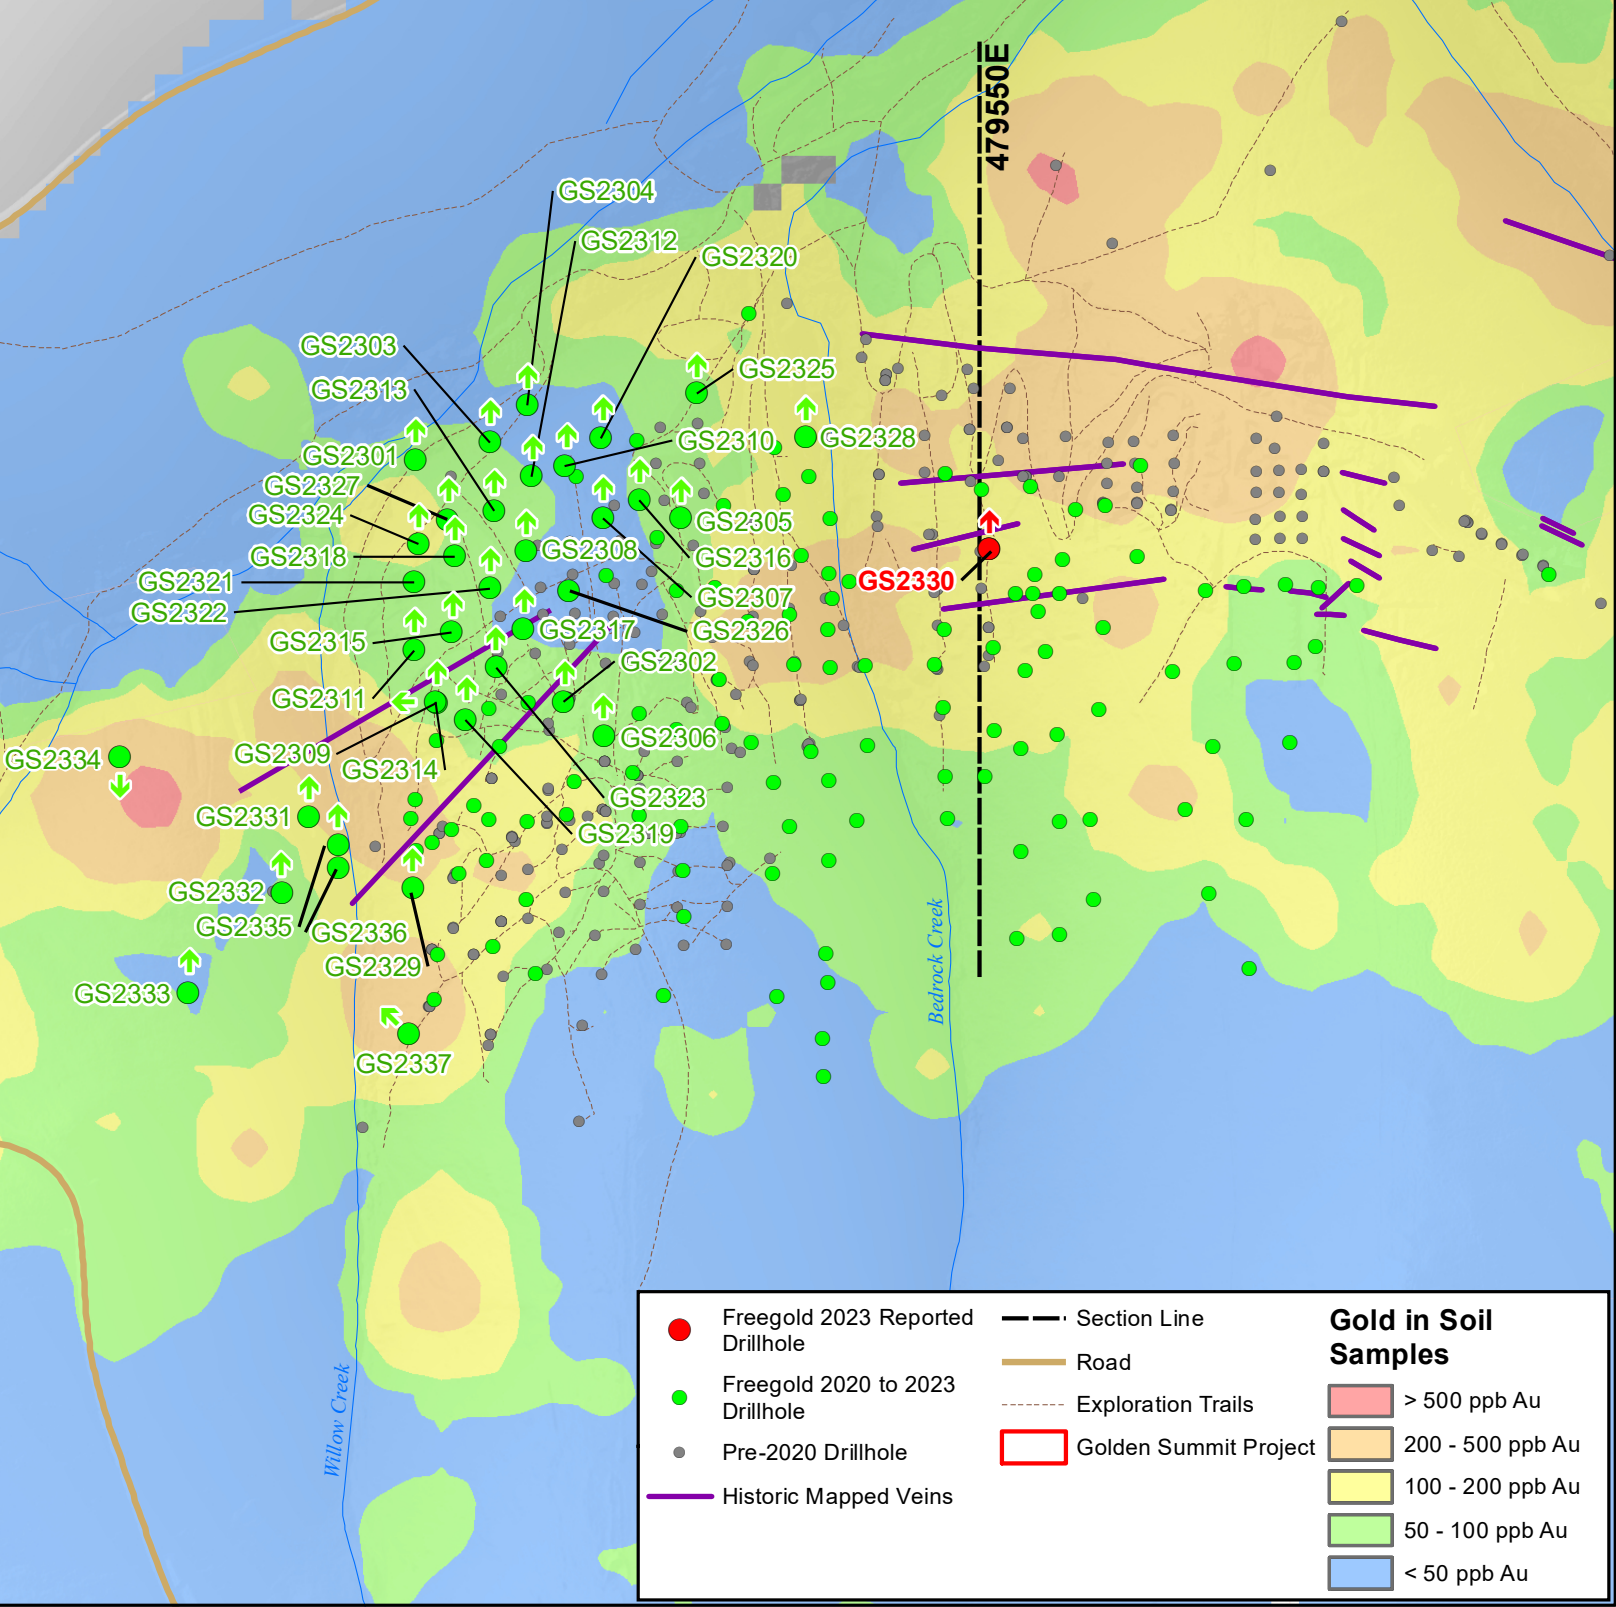 479550E
GS2304
GS2312
GS2320
GS2303
GS2325
GS2313
GS2310
GS2328
GS2301
GS2327
GS2324
GS2305
GS2318
GS2308
GS2316
GS2321
GS2330
GS2322
GS2307
GS2315
GS2317
GS2326
GS2302
GS2311
GS2309
GS2306
GS2334
GS2314
GS2323
GS2331
GS2319
GS2332
GS2335
GS2336
GS2329
GS2333
GS2337
Bedrock Creek
Willow Creek
Freegold 2023 Reported
Drillhole
Freegold 2020 to 2023
Drillhole
Pre-2020 Drillhole
Historic Mapped Veins
Section Line
Road
Exploration Trails
Golden Summit Project
Gold in Soil
Samples
> 500 ppb Au
200 - 500 ppb Au
100 - 200 ppb Au
50 - 100 ppb Au
< 50 ppb Au